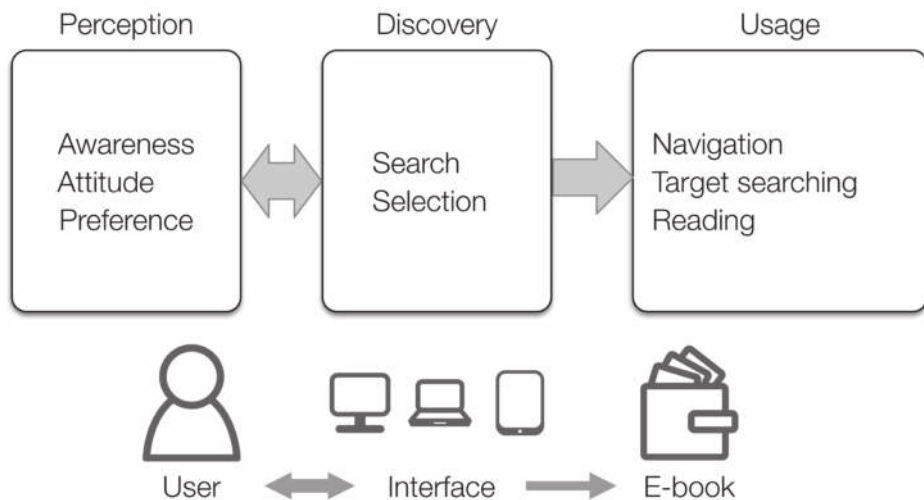 Perception
Discovery
Usage
Awareness
Attitude
Preference
Search
Selection
Navigation
Target searching
Reading
User
Interface
E-book